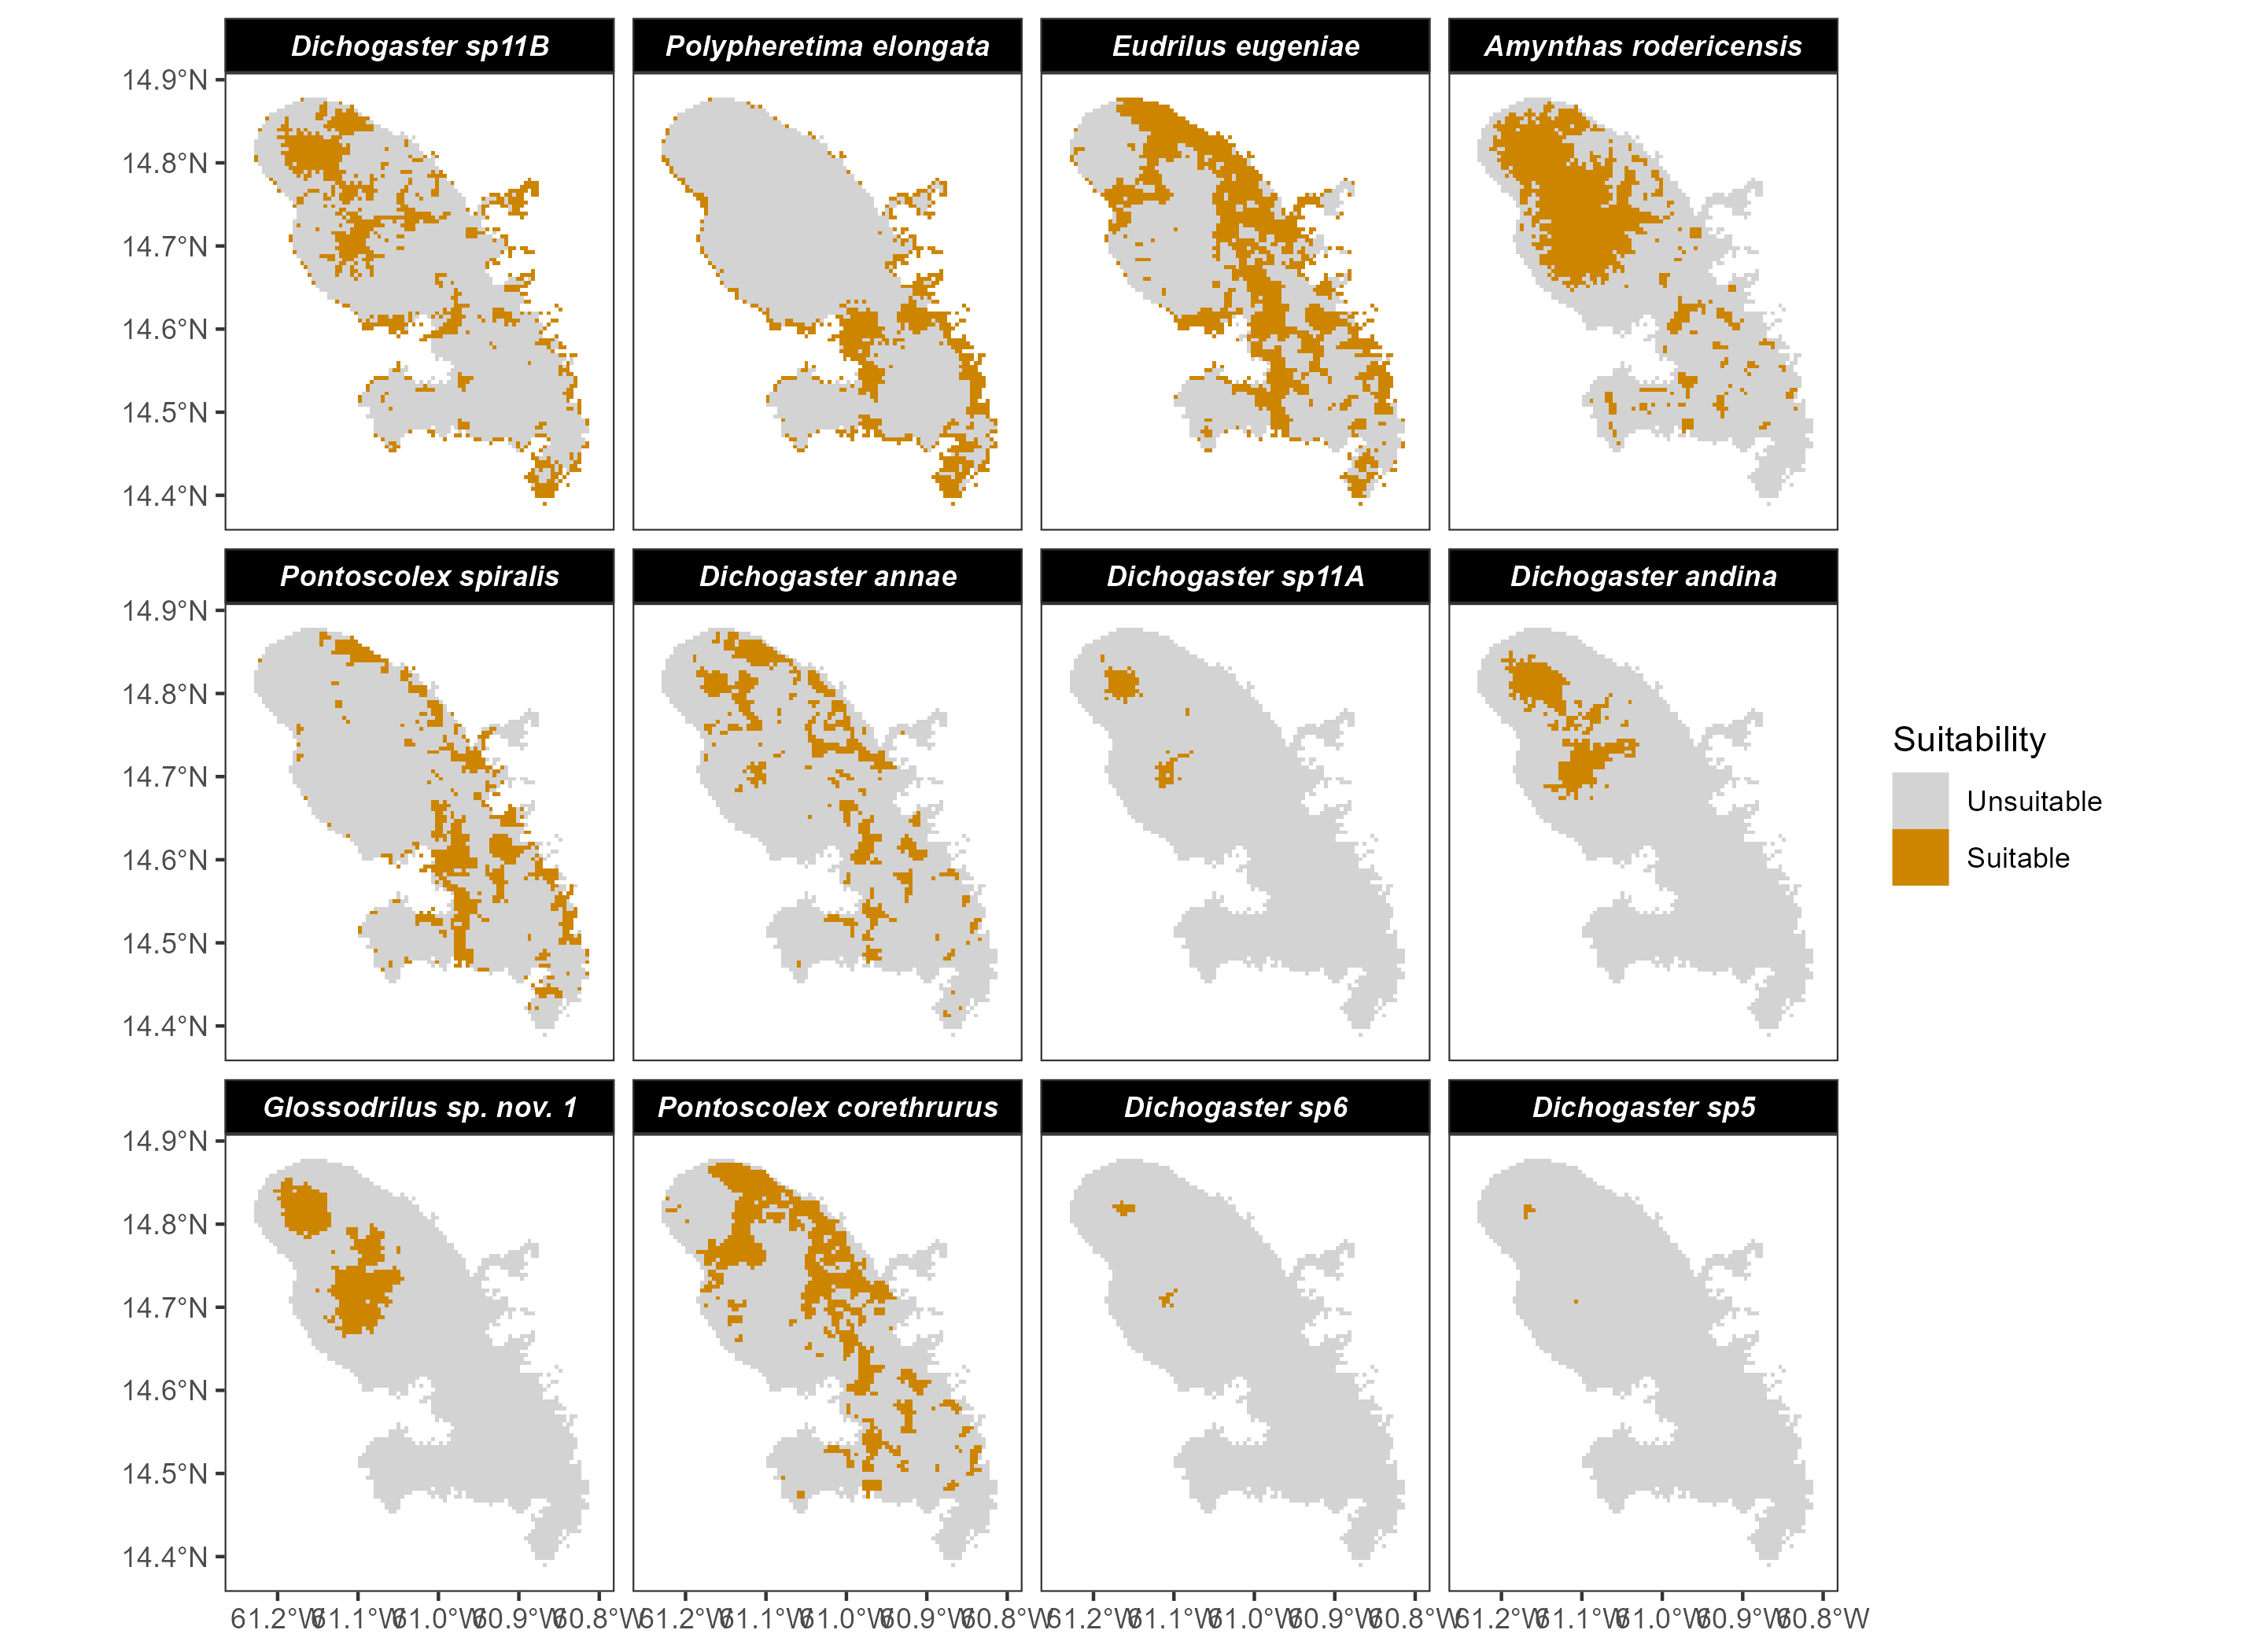 Dichogaster sp11B Polypheretima elongata Eudrilus eugeniae Amynthas rodericensis
14.9°N
14.8°N
14.7°N
14.6°N
14.5°N
14.4°N
Pontoscolex spiralis Dichogaster annae Dichogaster sp11A Dichogaster andina
14.9°N
14.8°N
14.7°N
14.6°N
14.5°N
14.4°N
Suitability
Unsuitable
Suitable
Glossodrilus sp. nov. 1 Pontoscolex corethrurus Dichogaster sp6 Dichogaster sp5
14.9°N
14.8°N
14.7°N
14.6°N
14.5°N
14.4°N
61.2°W 61.1°W 61.0°W 60.9°W 60.8°W 61.2°W 61.1°W 61.0°W 60.9°W 60.8°W 61.2°W 61.1°W 61.0°W 60.9°W 60.8°W 61.2°W 61.1°W 61.0°W 60.9°W 60.8°W